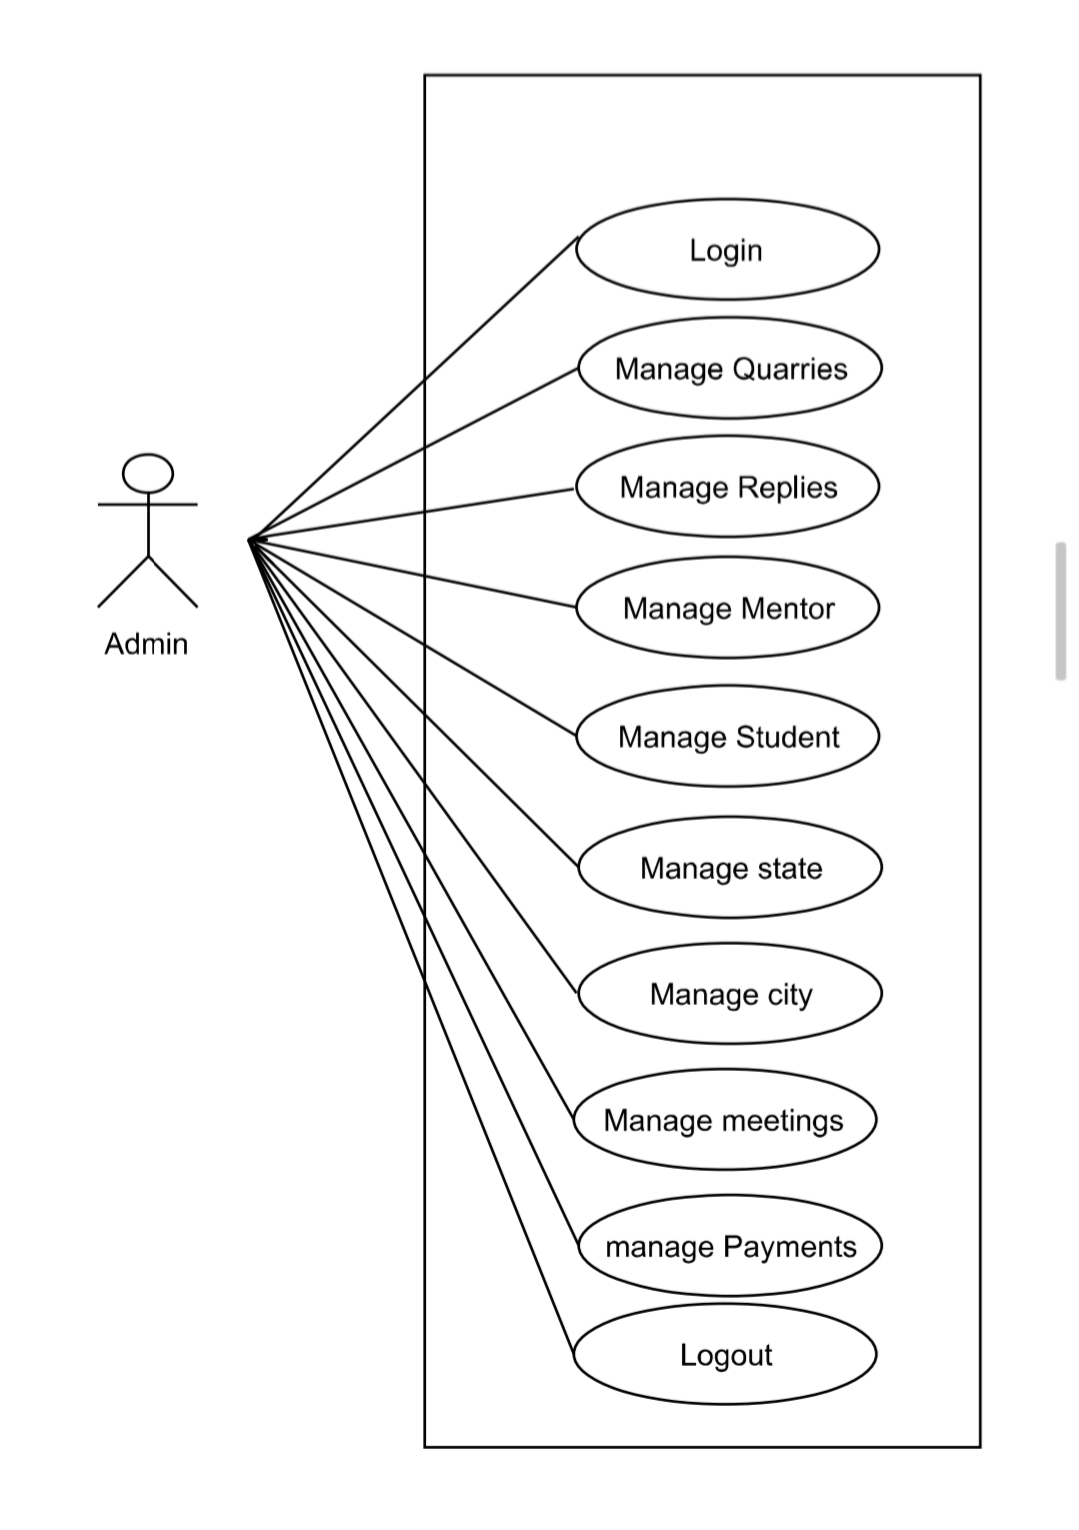 Login
Manage Quarries
Manage Replies
Manage Mentor
Admin
Manage Student
Manage state
Manage city
Manage meetings
manage Payments
Logout